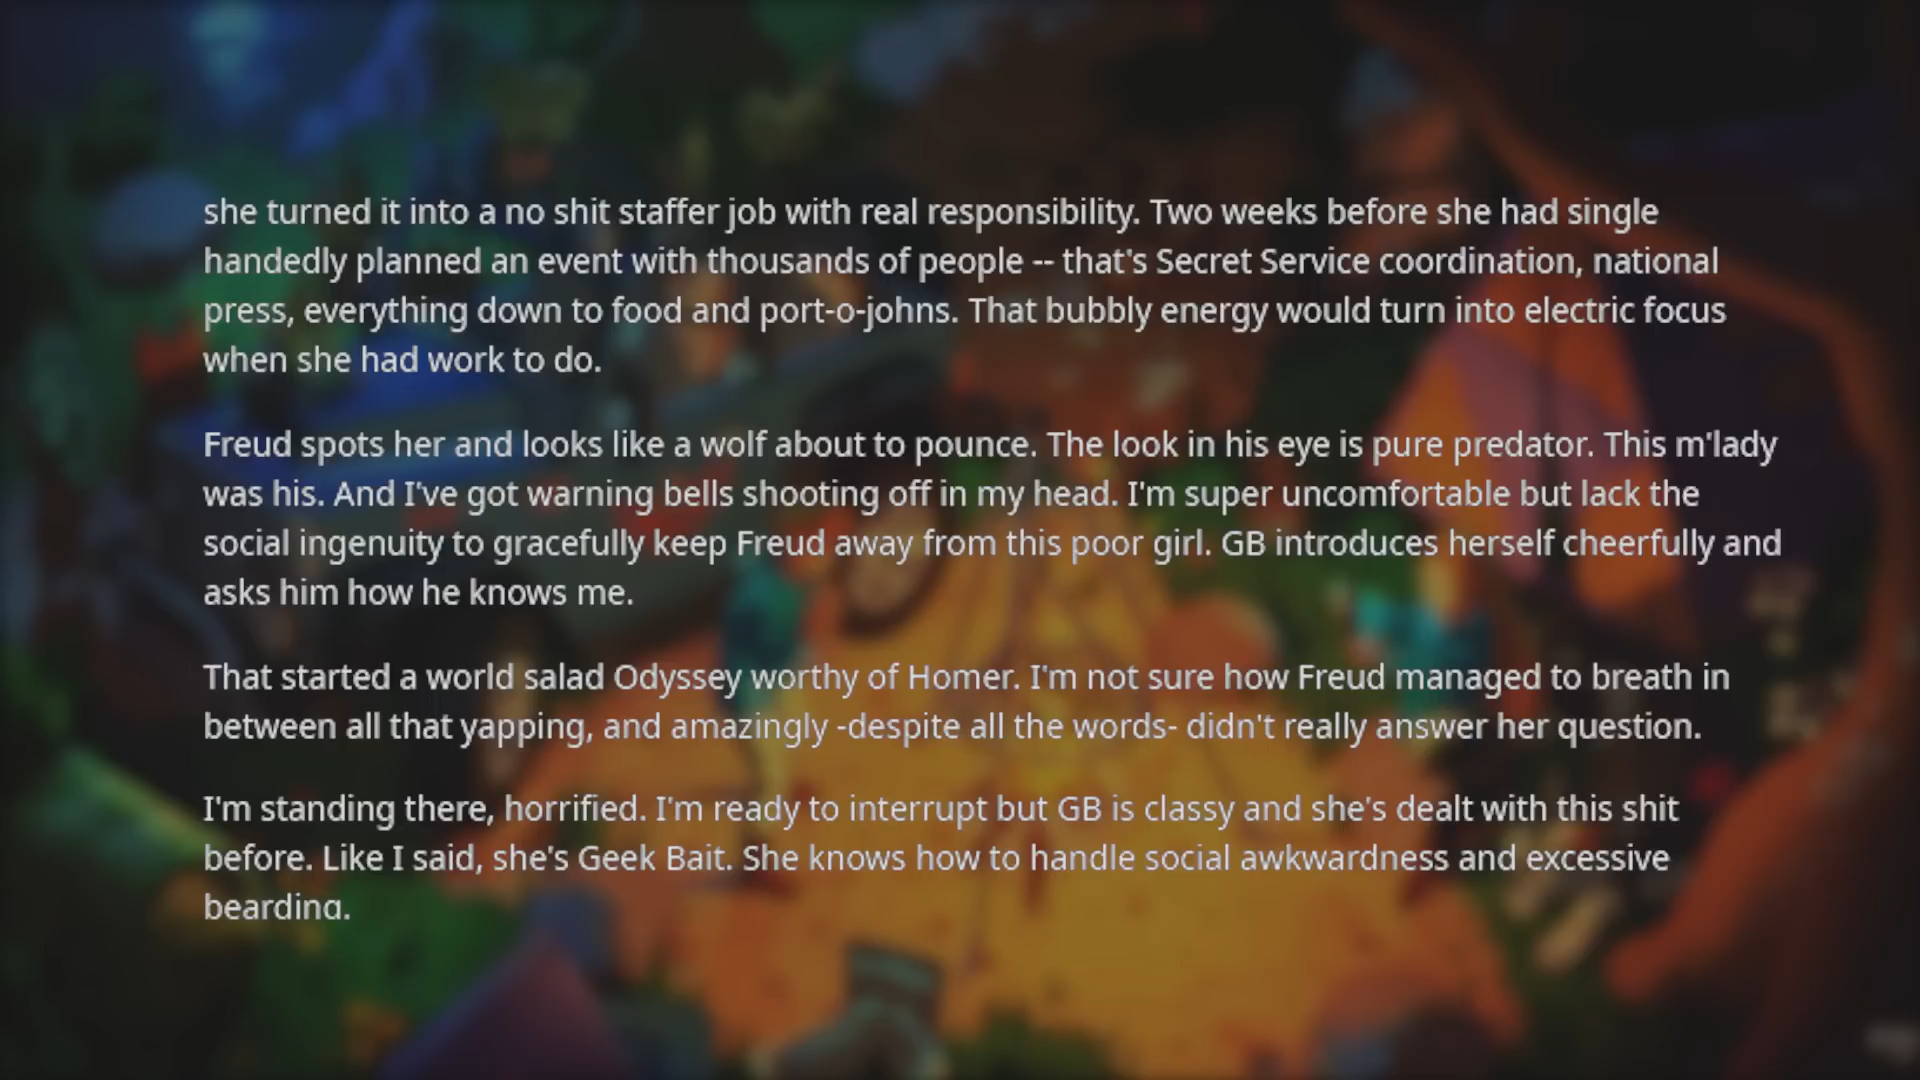 she turned it into a no shit staffer job with real responsibility. Two weeks before she had single
handedly planned an event with thousands of people -- that's Secret Service coordination, national
press, everything down to food and port-o-johns. That bubbly energy would turn into electric focus
when she had work to do.
Freud spots her and looks like a wolf about to pounce. The look in his eye is pure predator. This m'lady
was his. And I've got warning bells shooting off in my head. I'm super uncomfortable but lack the
social ingenuity to gracefully keep Freud away from this poor girl. GB introduces herself cheerfully and
asks him how he knows me.
That started a world salad Odyssey worthy of Homer. I'm not sure how Freud managed to breath in
between all that yapping, and amazingly -despite all the words- didn't really answer her question.
I'm standing there, horrified. I'm ready to interrupt but GB is classy and she's dealt with this shit
before. Like I said, she's Geek Bait. She knows how to handle social awkwardness and excessive
bearding.